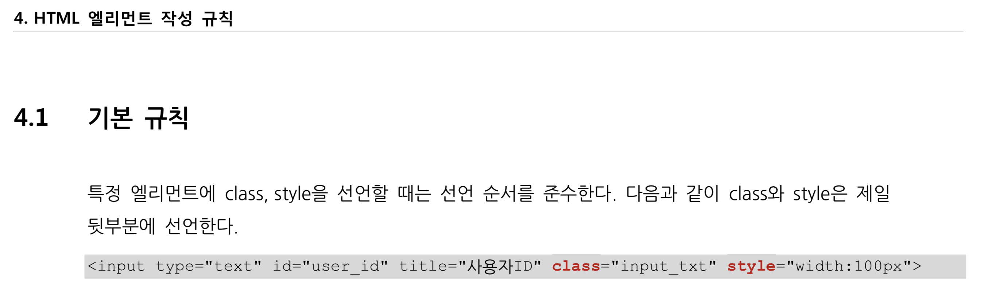 4. HTML 엘리먼트 작성 규칙
4.1 기본 규칙
특정 엘리먼트에 class, style을 선언할 때는 선언 순서를 준수한다. 다음과 같이 class와 style은 제일
뒷부분에 선언한다.
<input type="text" id="user_id" title="사용자ID" class="input_txt" style="width:100px">